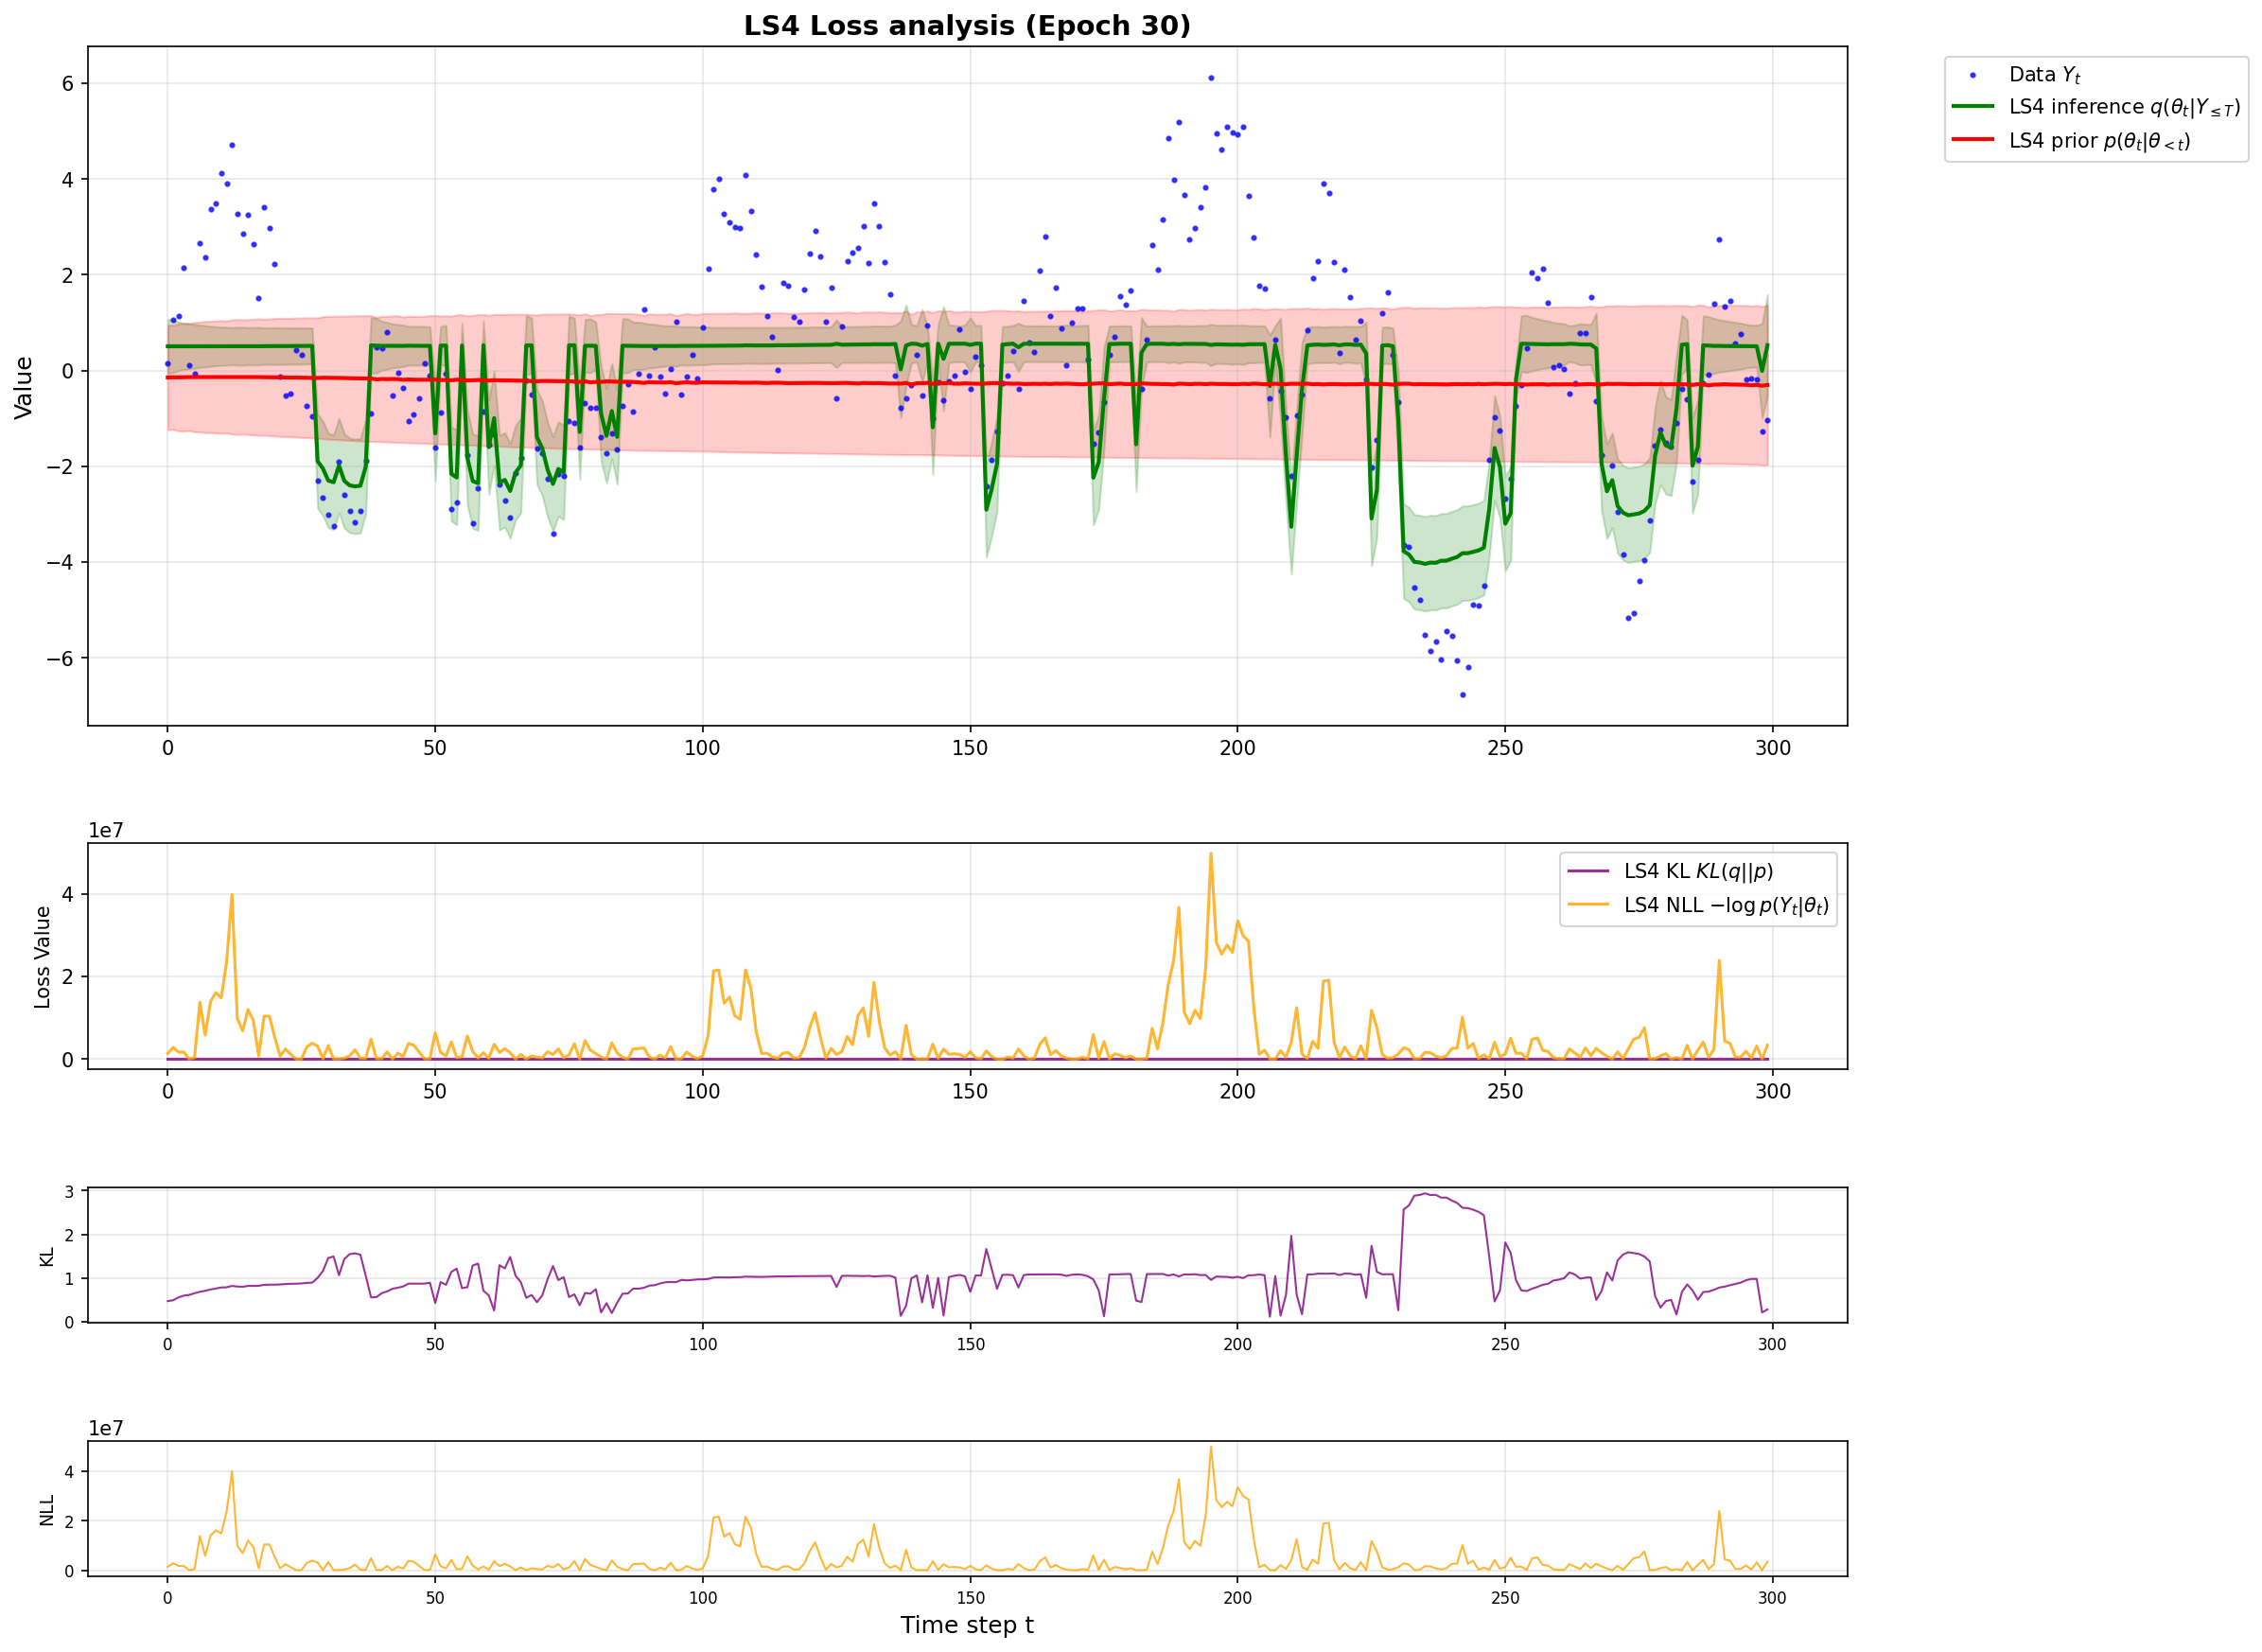 LS4 Loss analysis (Epoch 30)
Data Y_t
LS4 inference q(θ_t|Y_{≤T})
LS4 prior p(θ_t|θ_{<t})
Value
6
4
2
0
−2
−4
−6
0 50 100 150 200 250 300
1e7
LS4 KL KL(q||p)
LS4 NLL −log p(Y_t|θ_t)
Loss Value
4
2
0
0 50 100 150 200 250 300
KL
3
2
1
0
0 50 100 150 200 250 300
1e7
NLL
4
2
0
0 50 100 150 200 250 300
Time step t